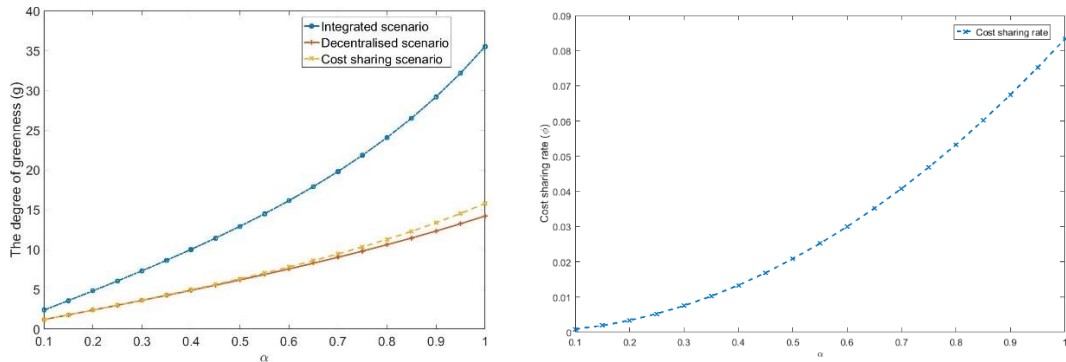 40
35
30
25
20
15
10
5
0
The degree of greenness (g)
Integrated scenario
Decentralised scenario
Cost sharing scenario
0.1 0.2 0.3 0.4 0.5 0.6 0.7 0.8 0.9 1
α
0.09
0.08
0.07
0.06
0.05
0.04
0.03
0.02
0.01
0
Cost sharing rate (ϕ)
Cost sharing rate
0.1 0.2 0.3 0.4 0.5 0.6 0.7 0.8 0.9 1
α